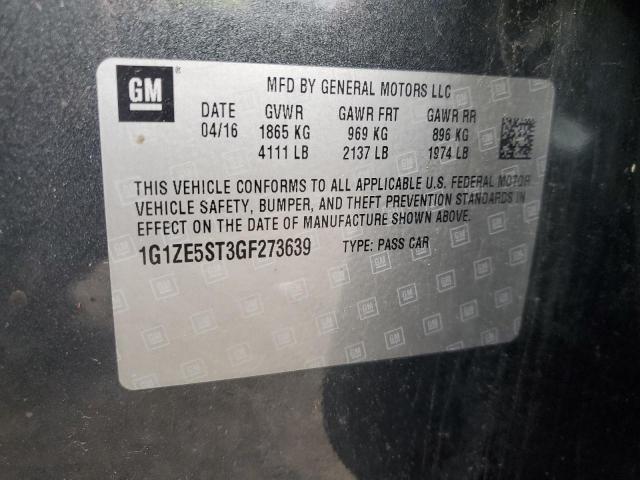 GM ® MFD BY GENERAL MOTORS LLC
DATE GVWR GAWR FRT GAWR RR
04/16 1865 KG 969 KG 896 KG
4111 LB 2137 LB 1974 LB
THIS VEHICLE CONFORMS TO ALL APPLICABLE U.S. FEDERAL MOTOR
VEHICLE SAFETY, BUMPER, AND THEFT PREVENTION STANDARDS IN
EFFECT ON THE DATE OF MANUFACTURE SHOWN ABOVE.
1G1ZE5ST3GF273639 TYPE: PASS CAR